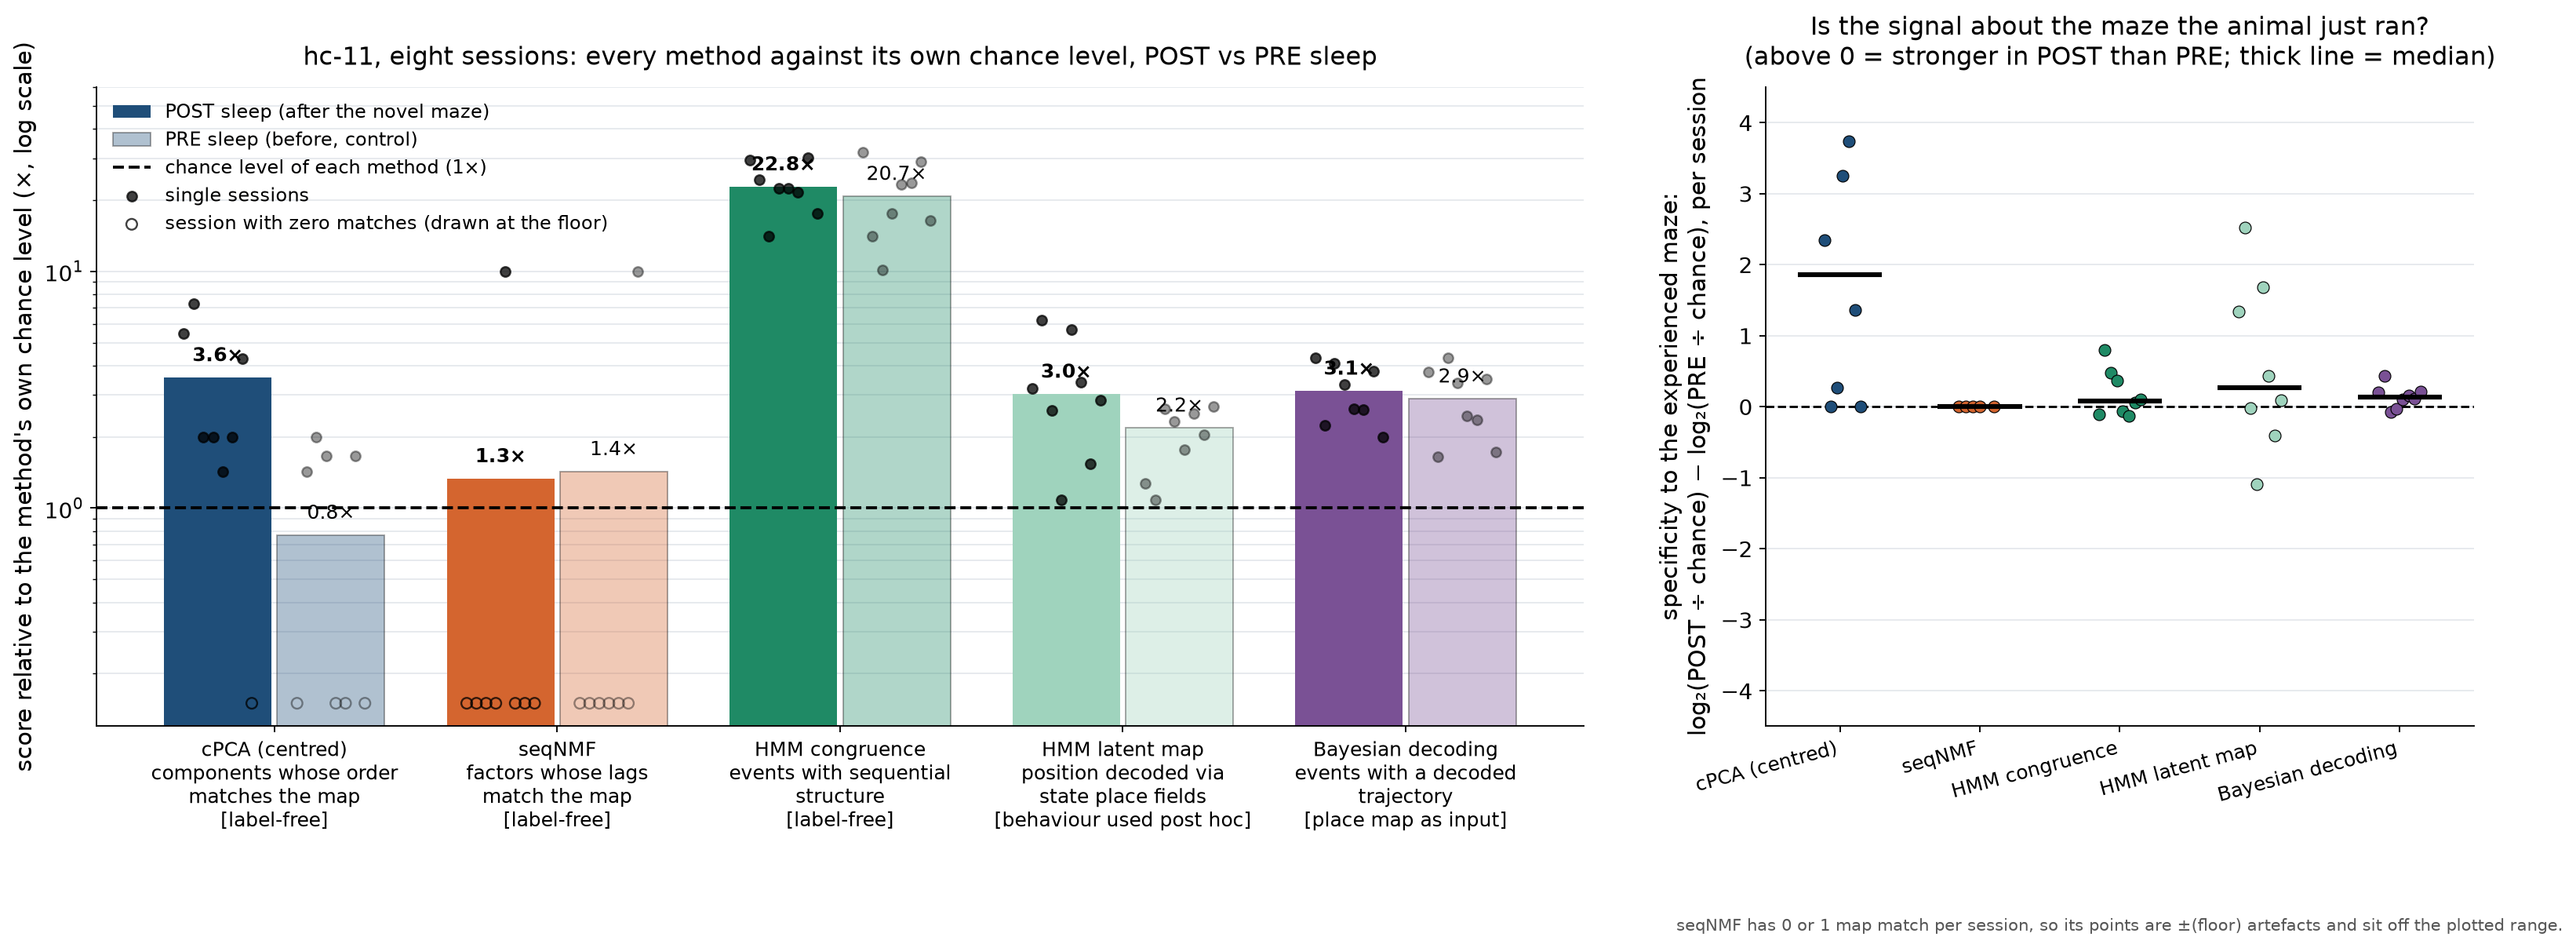 hc-11, eight sessions: every method against its own chance level, POST vs PRE sleep
score relative to the method's own chance level (×, log scale)
POST sleep (after the novel maze)
PRE sleep (before, control)
chance level of each method (1×)
single sessions
session with zero matches (drawn at the floor)
10¹
10⁰
3.6×
0.8×
1.3×
1.4×
22.8×
20.7×
3.0×
2.2×
3.1×
2.9×
cPCA (centred)
components whose order
matches the map
[label-free]
seqNMF
factors whose lags
match the map
[label-free]
HMM congruence
events with sequential
structure
[label-free]
HMM latent map
position decoded via
state place fields
[behaviour used post hoc]
Bayesian decoding
events with a decoded
trajectory
[place map as input]
Is the signal about the maze the animal just ran?
(above 0 = stronger in POST than PRE; thick line = median)
specificity to the experienced maze:
log₂(POST ÷ chance) − log₂(PRE ÷ chance), per session
4
3
2
1
0
−1
−2
−3
−4
cPCA (centred)
seqNMF
HMM congruence
HMM latent map
Bayesian decoding
seqNMF has 0 or 1 map match per session, so its points are ±(floor) artefacts and sit off the plotted range.